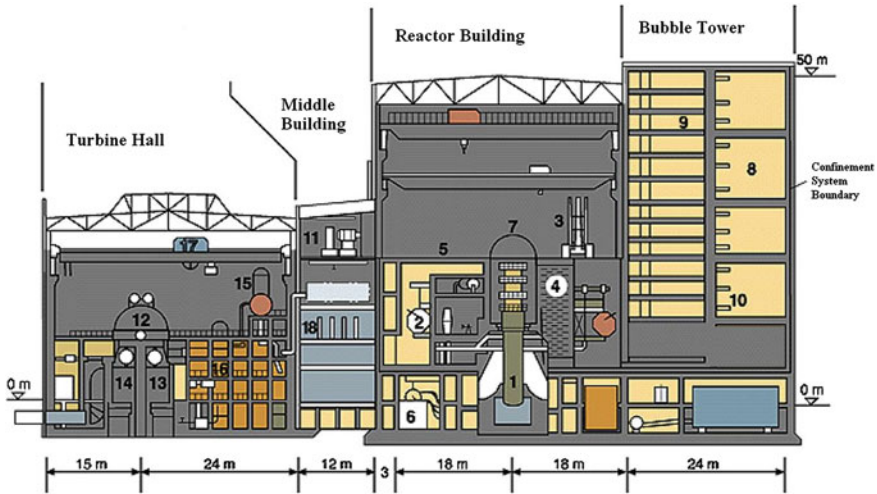 Reactor Building
Bubble Tower
50 m
Middle
Building
Turbine Hall
9
8
Confinement
System
Boundary
7
3
11
17
5
15
4
10
12
2
18
16
14 13
1
6
0 m
0 m
15 m
24 m
12 m
3
18 m
18 m
24 m